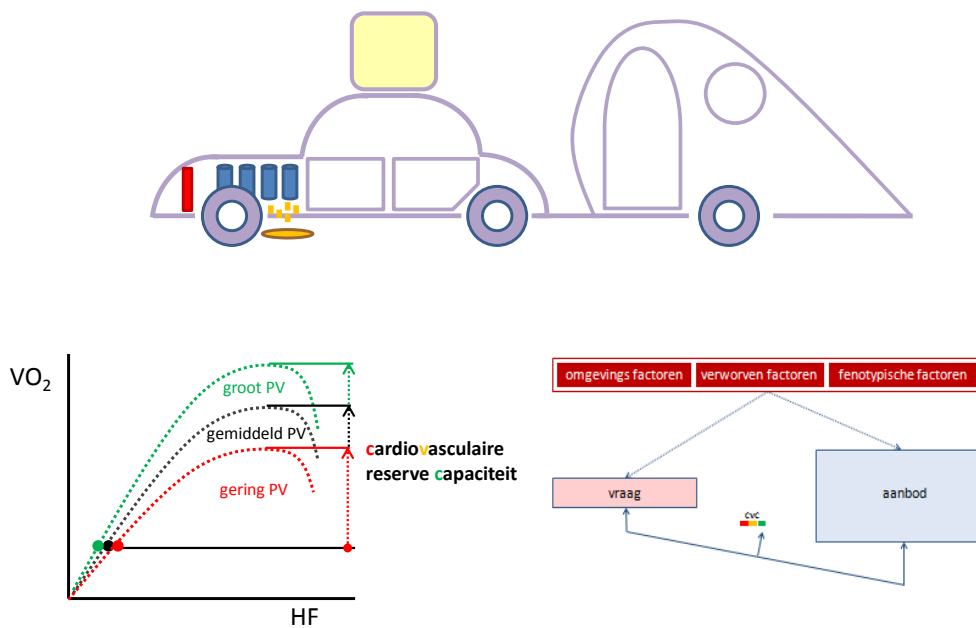 VO2
groot PV
gemiddeld PV
gering PV
cardiovasculaire
reserve capaciteit
HF
omgevings factoren verworven factoren fenotypische factoren
vraag
aanbod
cvc